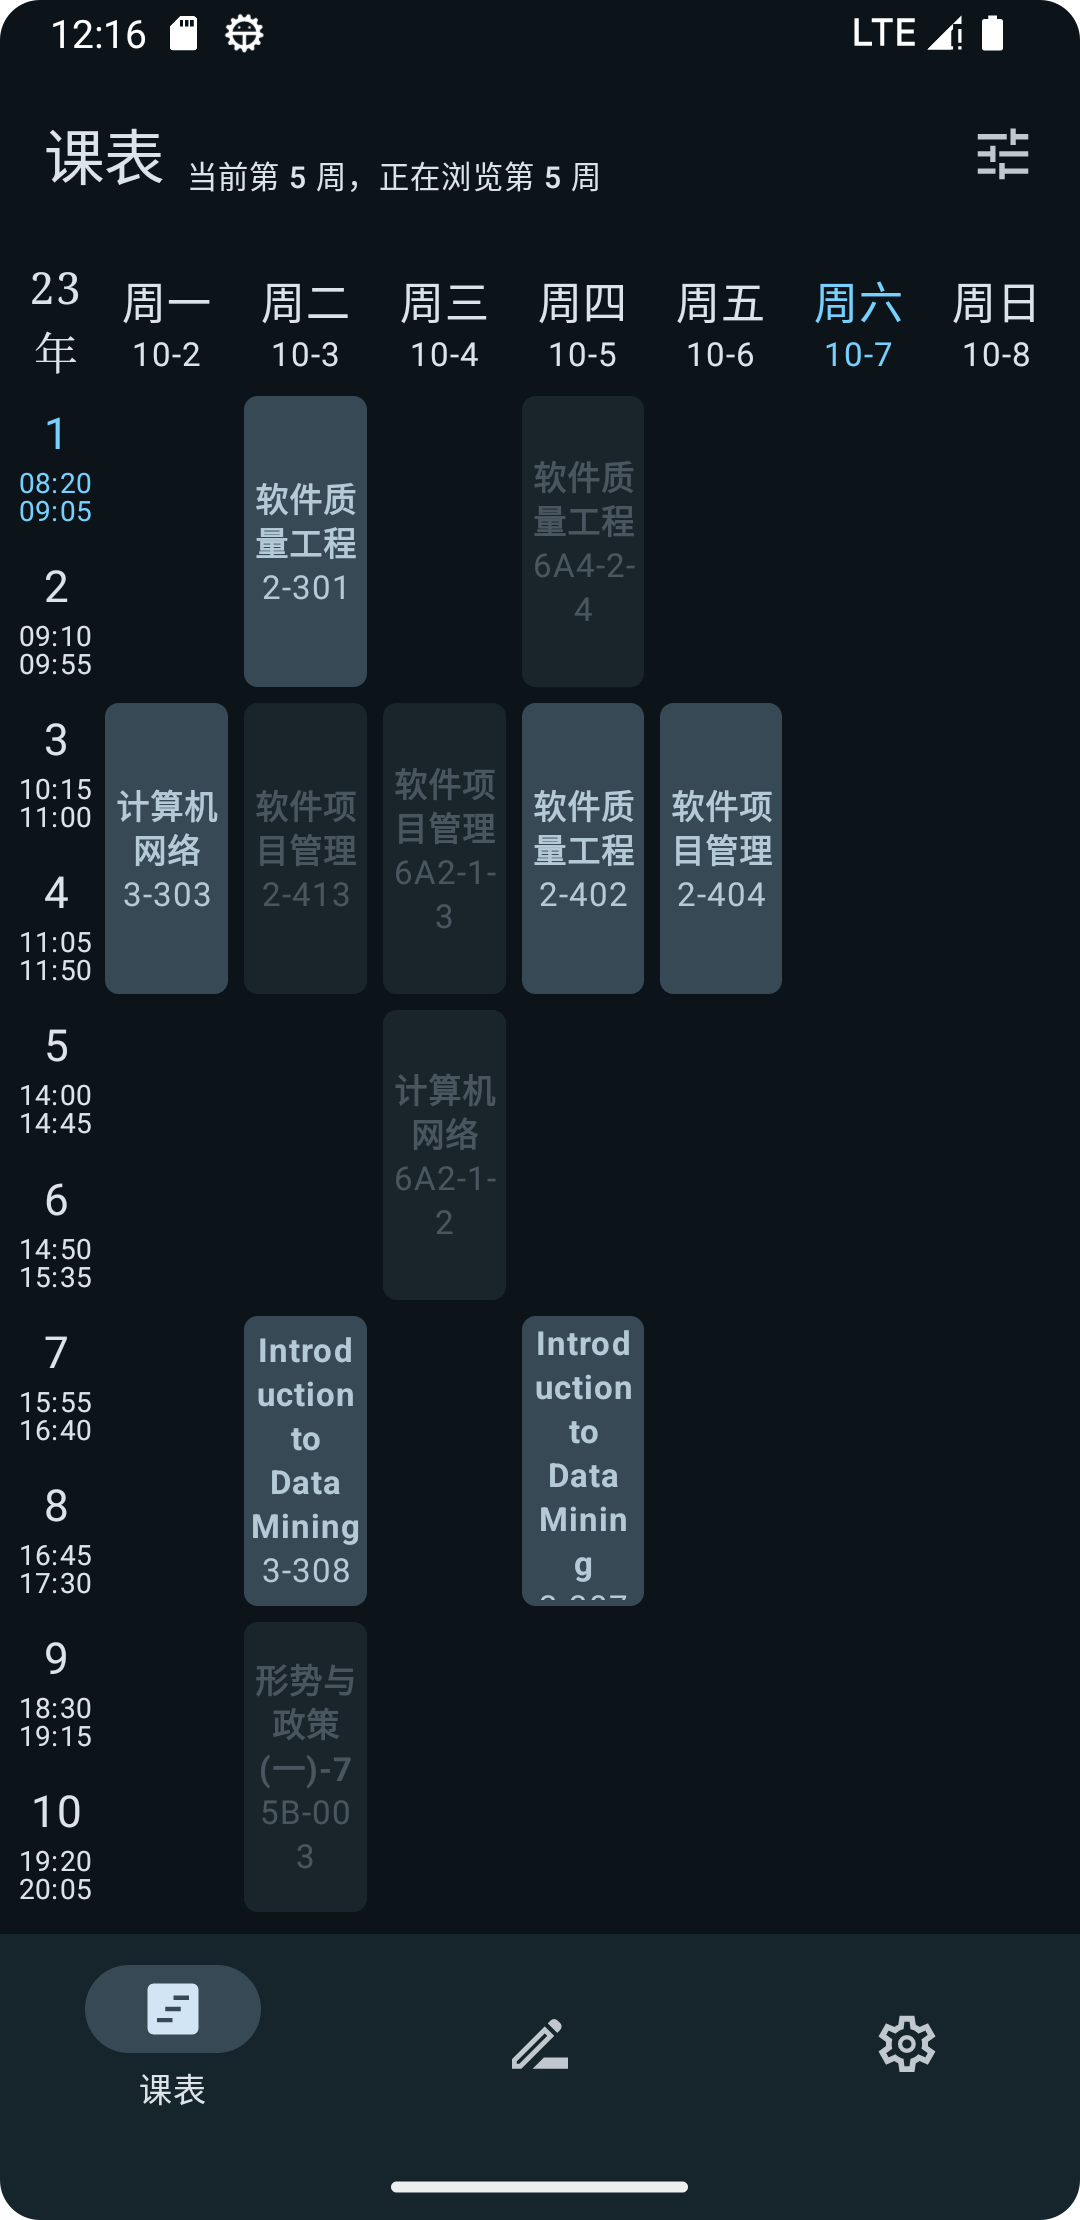 12:16
LTE
课表 当前第 5 周，正在浏览第 5 周
23
年
周一 周二 周三 周四 周五 周六 周日
10-2 10-3 10-4 10-5 10-6 10-7 10-8
1
08:20
09:05
2
09:10
09:55
软件质
量工程
2-301
软件质
量工程
6A4-2-
4
3
10:15
11:00
4
11:05
11:50
计算机
网络
3-303
软件项
目管理
2-413
软件项
目管理
6A2-1-
3
软件质
量工程
2-402
软件项
目管理
2-404
5
14:00
14:45
6
14:50
15:35
计算机
网络
6A2-1-
2
7
15:55
16:40
8
16:45
17:30
Introd
uction
to
Data
Mining
3-308
Introd
uction
to
Data
Minin
g
9
18:30
19:15
10
19:20
20:05
形势与
政策
(一)-7
5B-00
3
课表